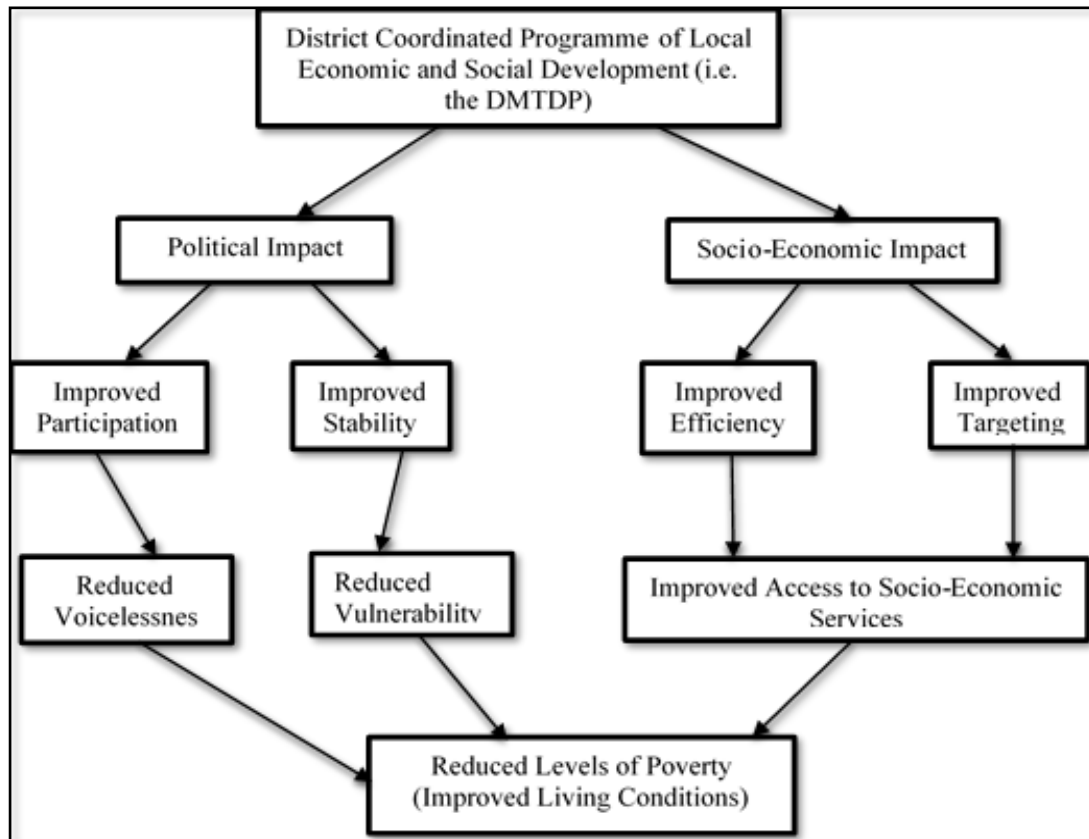 District Coordinated Programme of Local
Economic and Social Development (i.e.
the DMTDP)
Political Impact
Socio-Economic Impact
Improved
Participation
Improved
Stability
Improved
Efficiency
Improved
Targeting
Reduced
Voicelessnes
Reduced
Vulnerability
Improved Access to Socio-Economic
Services
Reduced Levels of Poverty
(Improved Living Conditions)